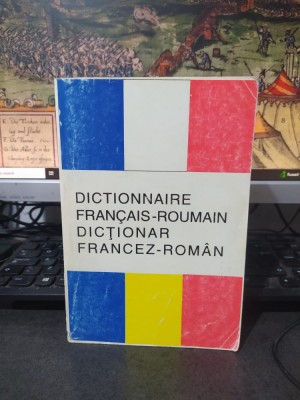 DICTIONNAIRE
FRANÇAIS-ROUMAIN
DICȚIONAR
FRANCEZ-ROMÂN